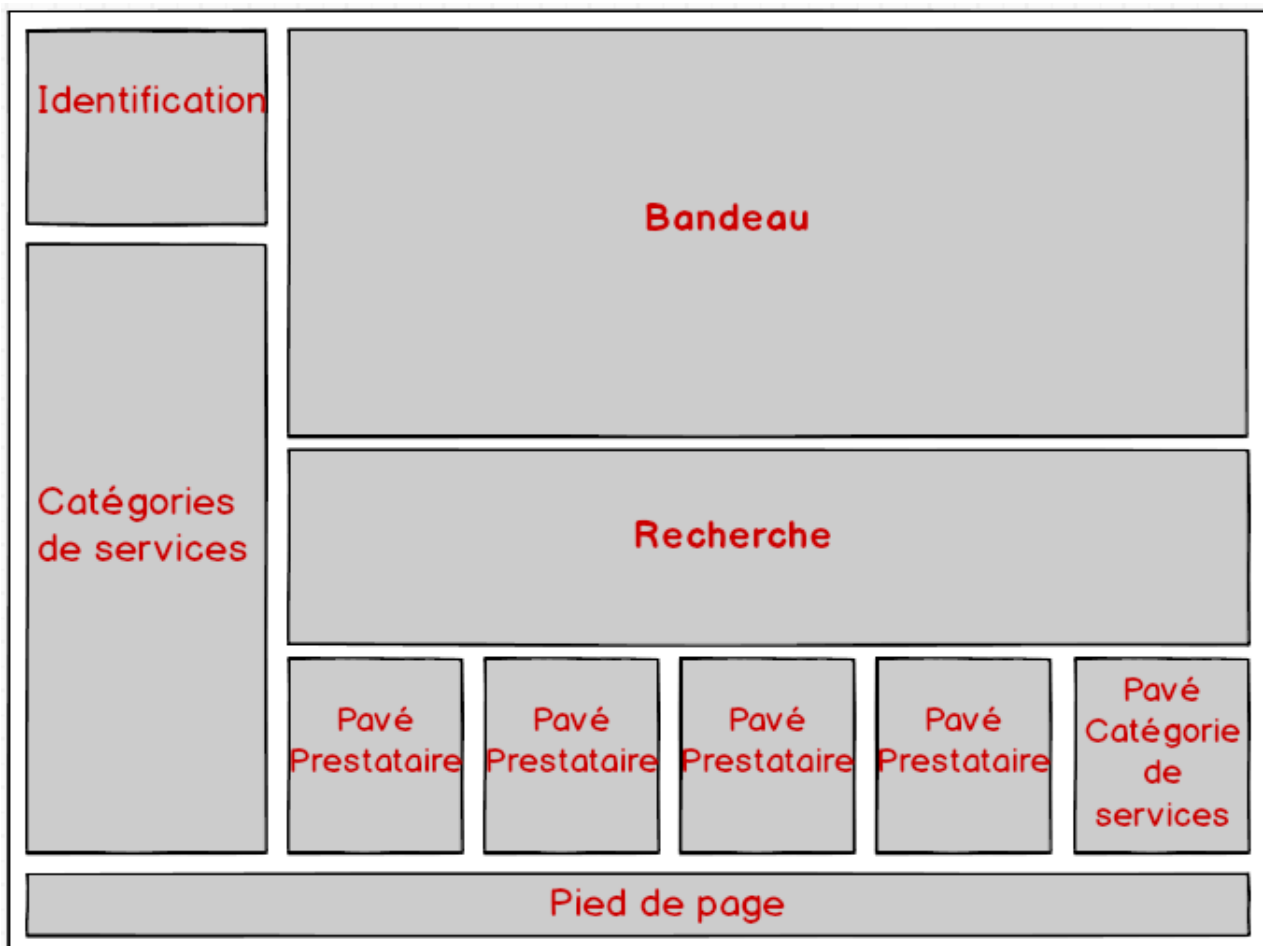 Identification
Bandeau
Catégories
de services
Recherche
Pavé
Prestataire
Pavé
Prestataire
Pavé
Prestataire
Pavé
Prestataire
Pavé
Catégorie
de
services
Pied de page